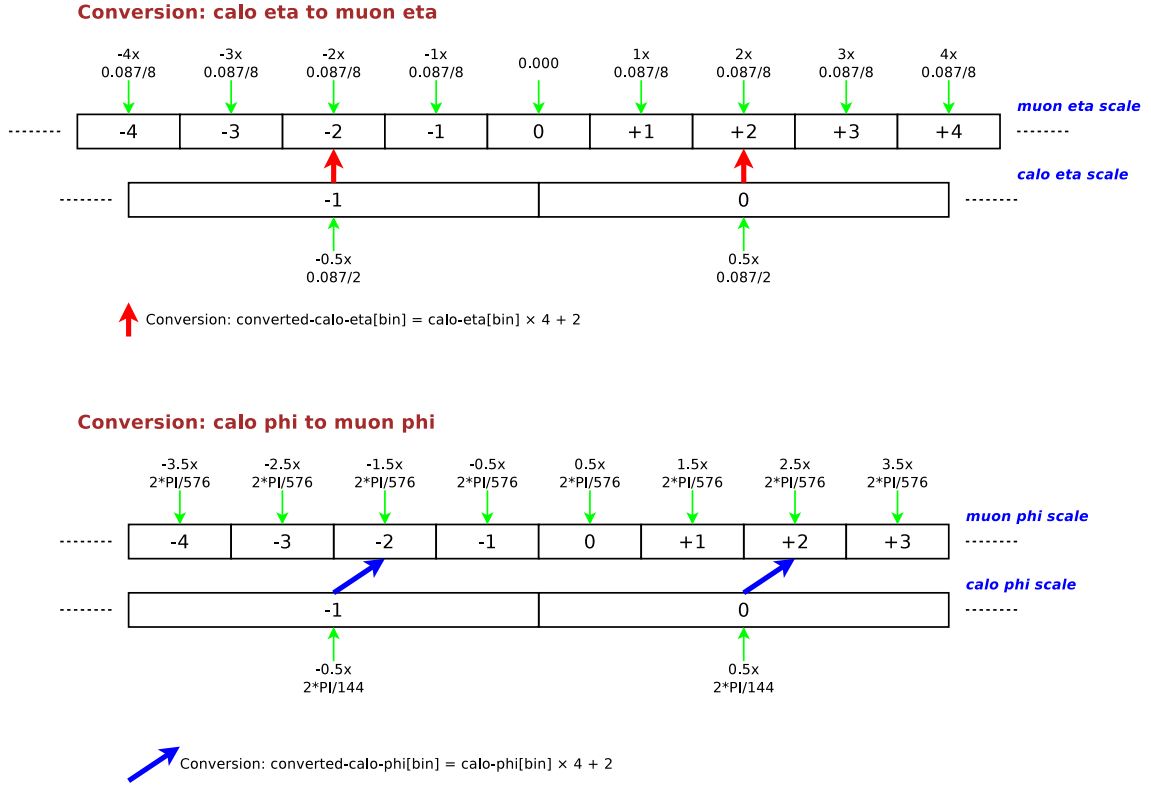 Conversion: calo eta to muon eta
-4x -3x -2x -1x 0.000 1x 2x 3x 4x
0.087/8 0.087/8 0.087/8 0.087/8 0.087/8 0.087/8 0.087/8 0.087/8
muon eta scale
-4 -3 -2 -1 0 +1 +2 +3 +4
calo eta scale
-1 0
-0.5x 0.5x
0.087/2 0.087/2
Conversion: converted-calo-eta[bin] = calo-eta[bin] × 4 + 2
Conversion: calo phi to muon phi
-3.5x -2.5x -1.5x -0.5x 0.5x 1.5x 2.5x 3.5x
2*PI/576 2*PI/576 2*PI/576 2*PI/576 2*PI/576 2*PI/576 2*PI/576 2*PI/576
muon phi scale
-4 -3 -2 -1 0 +1 +2 +3
calo phi scale
-1 0
-0.5x 0.5x
2*PI/144 2*PI/144
Conversion: converted-calo-phi[bin] = calo-phi[bin] × 4 + 2